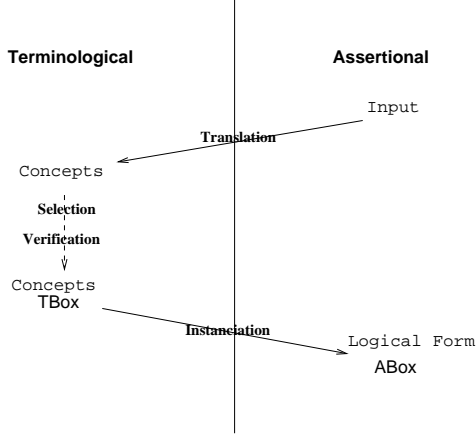 Terminological
Assertional
Input
Translation
Concepts
Selection
Verification
Concepts
TBox
Instanciation
Logical Form
ABox